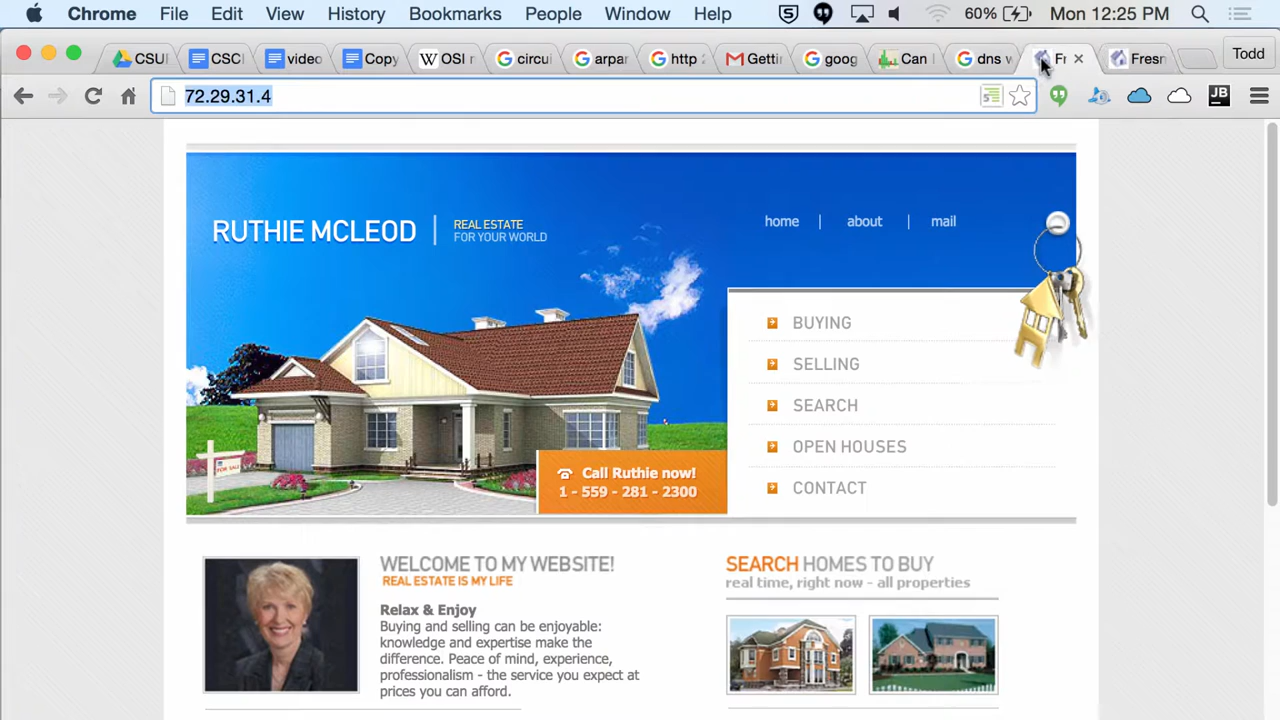 Chrome File Edit View History Bookmarks People Window Help 60% Mon 12:25 PM
CSU CSC video Copy OSI circui arpar http Gettir goog Can dns Fr Fresr Todd
72.29.31.4
RUTHIE MCLEOD
REAL ESTATE
FOR YOUR WORLD
home | about | mail
BUYING
SELLING
SEARCH
OPEN HOUSES
CONTACT
FOR SALE
Call Ruthie now!
1 - 559 - 281 - 2300
WELCOME TO MY WEBSITE!
REAL ESTATE IS MY LIFE
Relax & Enjoy
Buying and selling can be enjoyable:
knowledge and expertise make the
difference. Peace of mind, experience,
professionalism - the service you expect at
prices you can afford.
SEARCH HOMES TO BUY
real time, right now - all properties